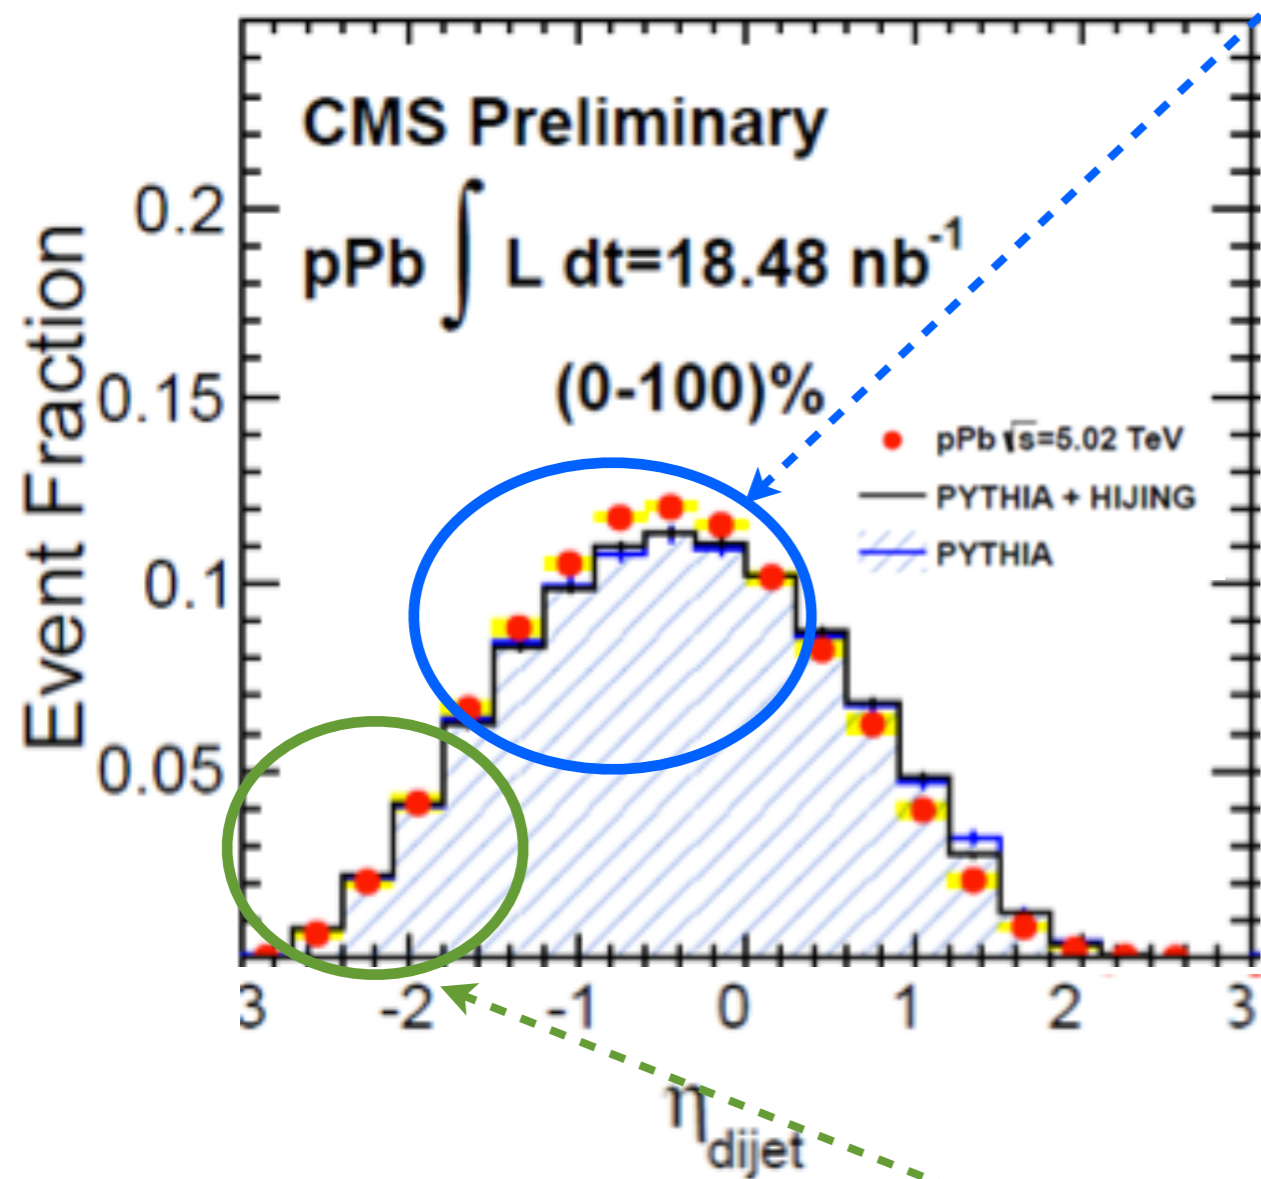 CMS Preliminary
pPb ∫ L dt=18.48 nb⁻¹
(0-100)%
pPb √s=5.02 TeV
PYTHIA + HIJING
PYTHIA
Event Fraction
0.2
0.15
0.1
0.05
3 -2 -1 0 1 2 3
η_dijet